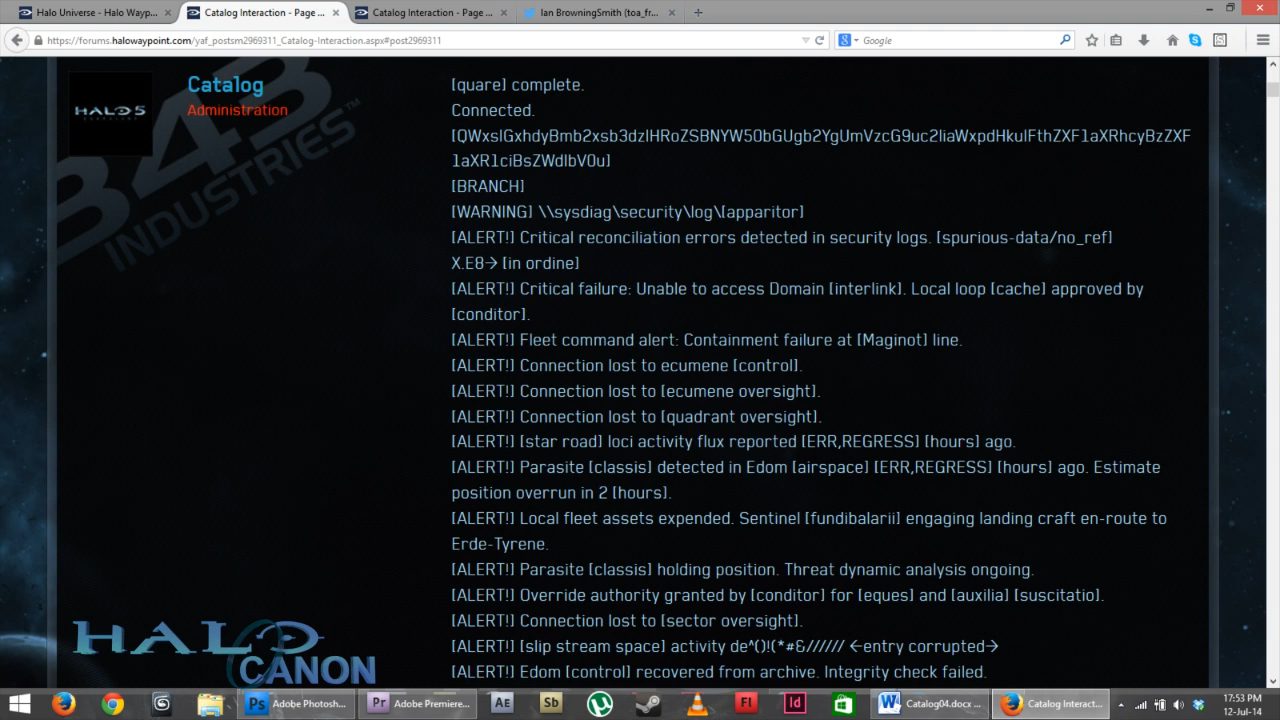 Halo Universe - Halo Wayp...
Catalog Interaction - Page ...
Catalog Interaction - Page ...
Ian BrowningSmith (toa_fr...
https://forums.halowaypoint.com/yaf_postsm2969311_Catalog-Interaction.aspx#post2969311
Google
343 INDUSTRIES™
HALO 5
Catalog
Administration
[quare] complete.
Connected.
[QWxsIGxhdyBmb2xsb3dzIHRoZSBNYW50bGUgb2YgUmVzcG9uc2liaWxpdHkuIFthZXF1aXRhcyBzZXF
1aXR1ciBsZWdlbV0u]
[BRANCH]
[WARNING] \\sysdiag\security\log\[apparitor]
[ALERT!] Critical reconciliation errors detected in security logs. [spurious-data/no_ref]
X.E8→ [in ordine]
[ALERT!] Critical failure: Unable to access Domain [interlink]. Local loop [cache] approved by
[conditor].
[ALERT!] Fleet command alert: Containment failure at [Maginot] line.
[ALERT!] Connection lost to ecumene [control].
[ALERT!] Connection lost to [ecumene oversight].
[ALERT!] Connection lost to [quadrant oversight].
[ALERT!] [star road] loci activity flux reported [ERR,REGRESS] [hours] ago.
[ALERT!] Parasite [classis] detected in Edom [airspace] [ERR,REGRESS] [hours] ago. Estimate
position overrun in 2 [hours].
[ALERT!] Local fleet assets expended. Sentinel [fundibalarii] engaging landing craft en-route to
Erde-Tyrene.
[ALERT!] Parasite [classis] holding position. Threat dynamic analysis ongoing.
[ALERT!] Override authority granted by [conditor] for [eques] and [auxilia] [suscitatio].
[ALERT!] Connection lost to [sector oversight].
[ALERT!] [slip stream space] activity de^()!(*#&////// ←entry corrupted→
[ALERT!] Edom [control] recovered from archive. Integrity check failed.
HALO
CANON
Adobe Photosh...
Adobe Premiere...
Catalog04.docx ...
Catalog Interact...
17:53 PM
12-Jul-14